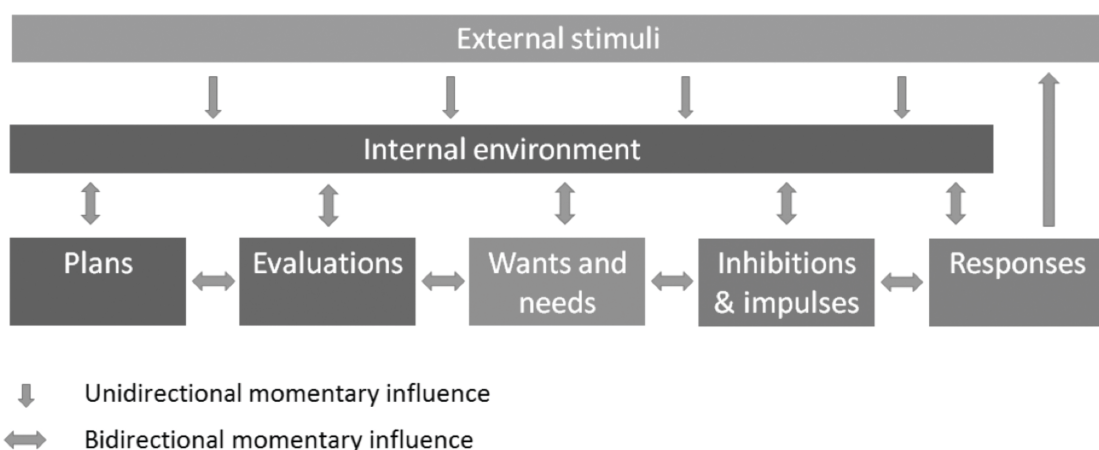 External stimuli
Internal environment
Plans
Evaluations
Wants and
needs
Inhibitions
& impulses
Responses
Unidirectional momentary influence
Bidirectional momentary influence